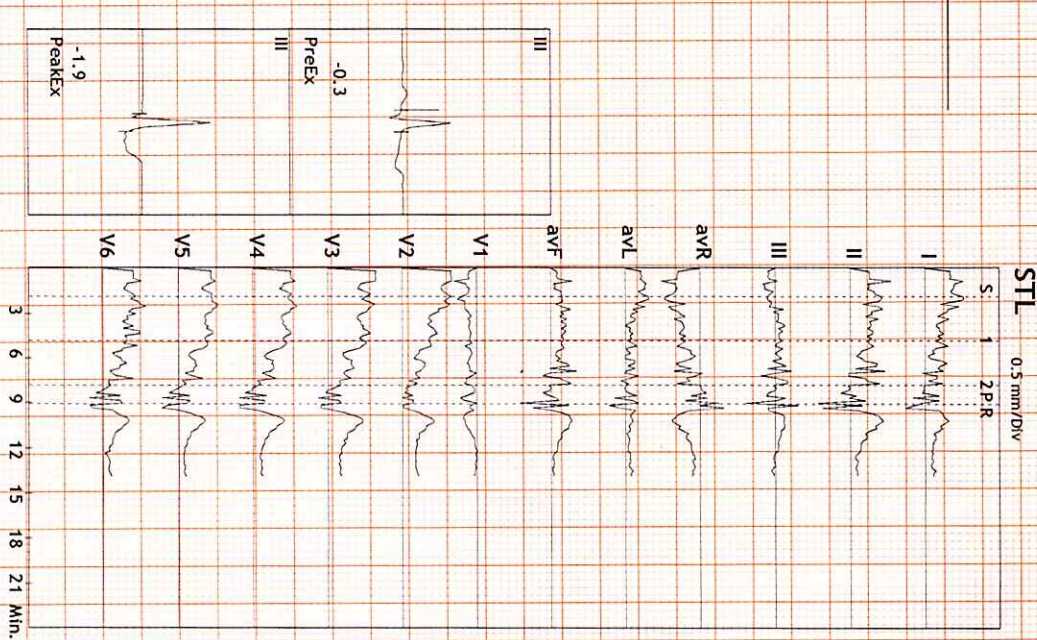 STL 0.5 mm/Div
S 1 2 P R
I
II
III
avR
avL
avF
V1
V2
V3
V4
V5
V6
3 6 9 12 15 18 21 Min.
III
PreEx
-0.3
III
PeakEx
-1.9